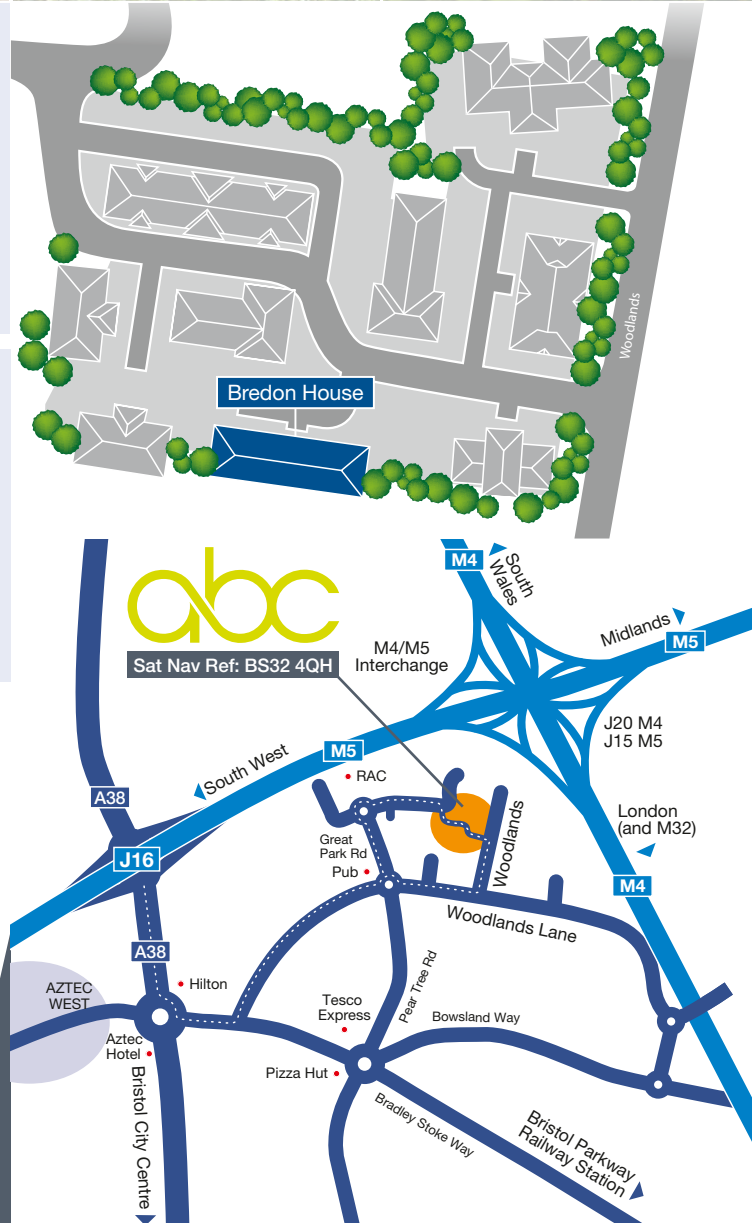 Woodlands
Bredon House
abc
Sat Nav Ref: BS32 4QH
M4
South
Wales
Midlands
M5
M4/M5
Interchange
J20 M4
J15 M5
South West
M5
RAC
A38
London
(and M32)
Great
Park Rd
Woodlands
J16
Pub
M4
Woodlands Lane
A38
Hilton
AZTEC
WEST
Pear Tree Rd
Tesco
Express
Bowsland Way
Aztec
Hotel
Pizza Hut
Bristol City Centre
Bradley Stoke Way
Bristol Parkway
Railway Station